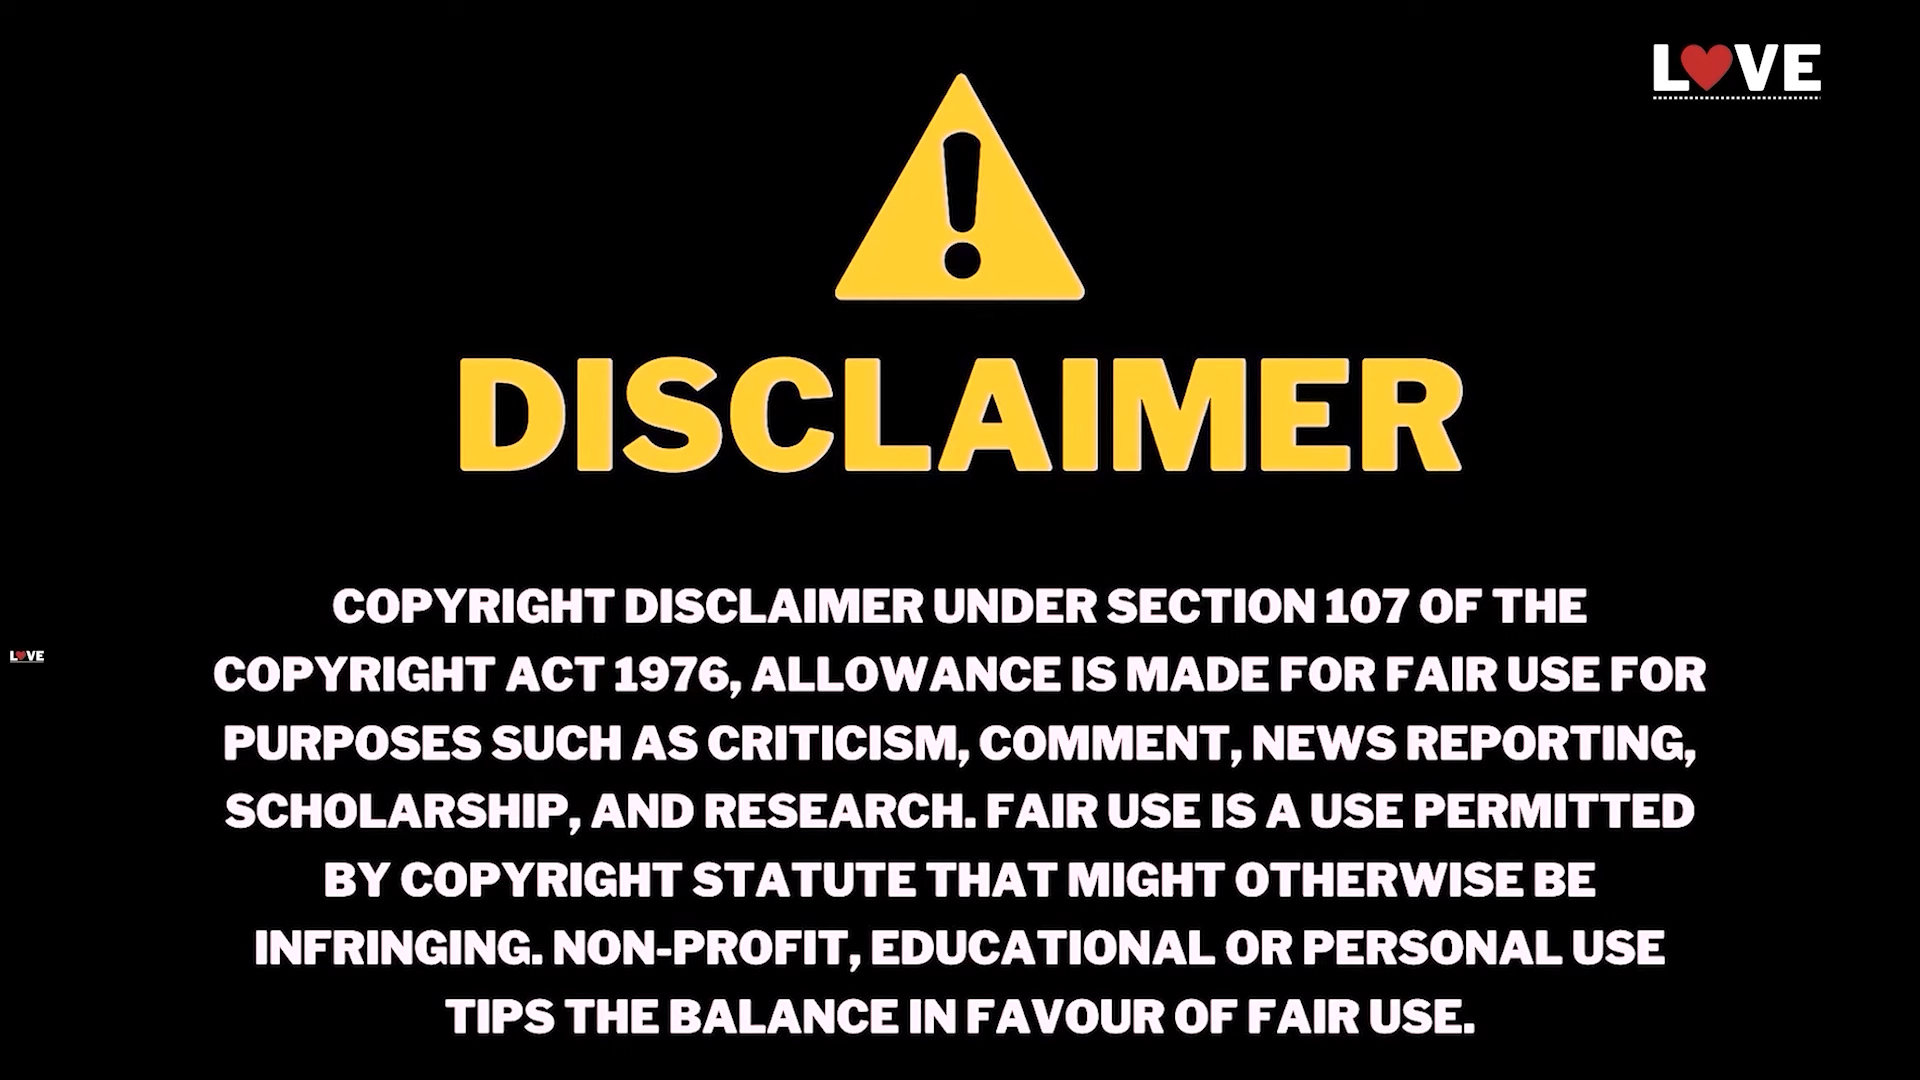 LOVE
DISCLAIMER
COPYRIGHT DISCLAIMER UNDER SECTION 107 OF THE
COPYRIGHT ACT 1976, ALLOWANCE IS MADE FOR FAIR USE FOR
PURPOSES SUCH AS CRITICISM, COMMENT, NEWS REPORTING,
SCHOLARSHIP, AND RESEARCH. FAIR USE IS A USE PERMITTED
BY COPYRIGHT STATUTE THAT MIGHT OTHERWISE BE
INFRINGING. NON-PROFIT, EDUCATIONAL OR PERSONAL USE
TIPS THE BALANCE IN FAVOUR OF FAIR USE.
LOVE